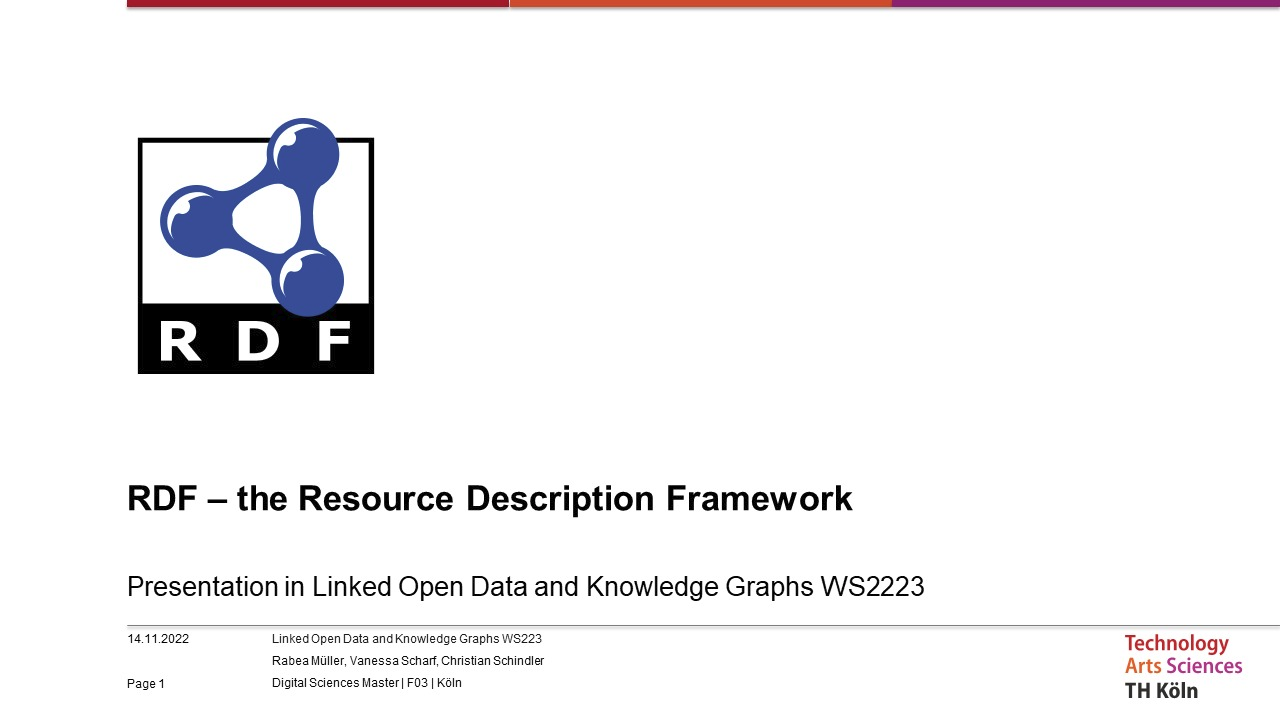 R D F
RDF – the Resource Description Framework
Presentation in Linked Open Data and Knowledge Graphs WS2223
14.11.2022
Linked Open Data and Knowledge Graphs WS223
Rabea Müller, Vanessa Scharf, Christian Schindler
Page 1
Digital Sciences Master | F03 | Köln
Technology
Arts Sciences
TH Köln